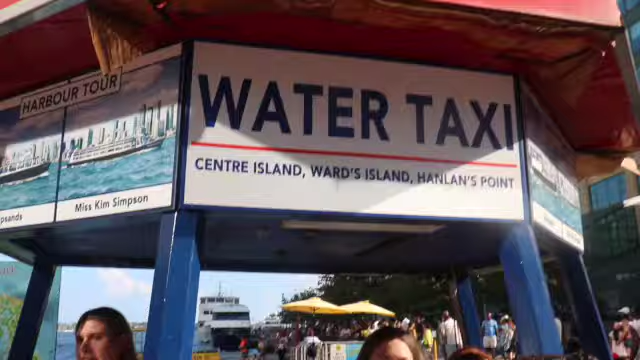 HARBOUR TOUR
Miss Kim Simpson
WATER TAXI
CENTRE ISLAND, WARD'S ISLAND, HANLAN'S POINT